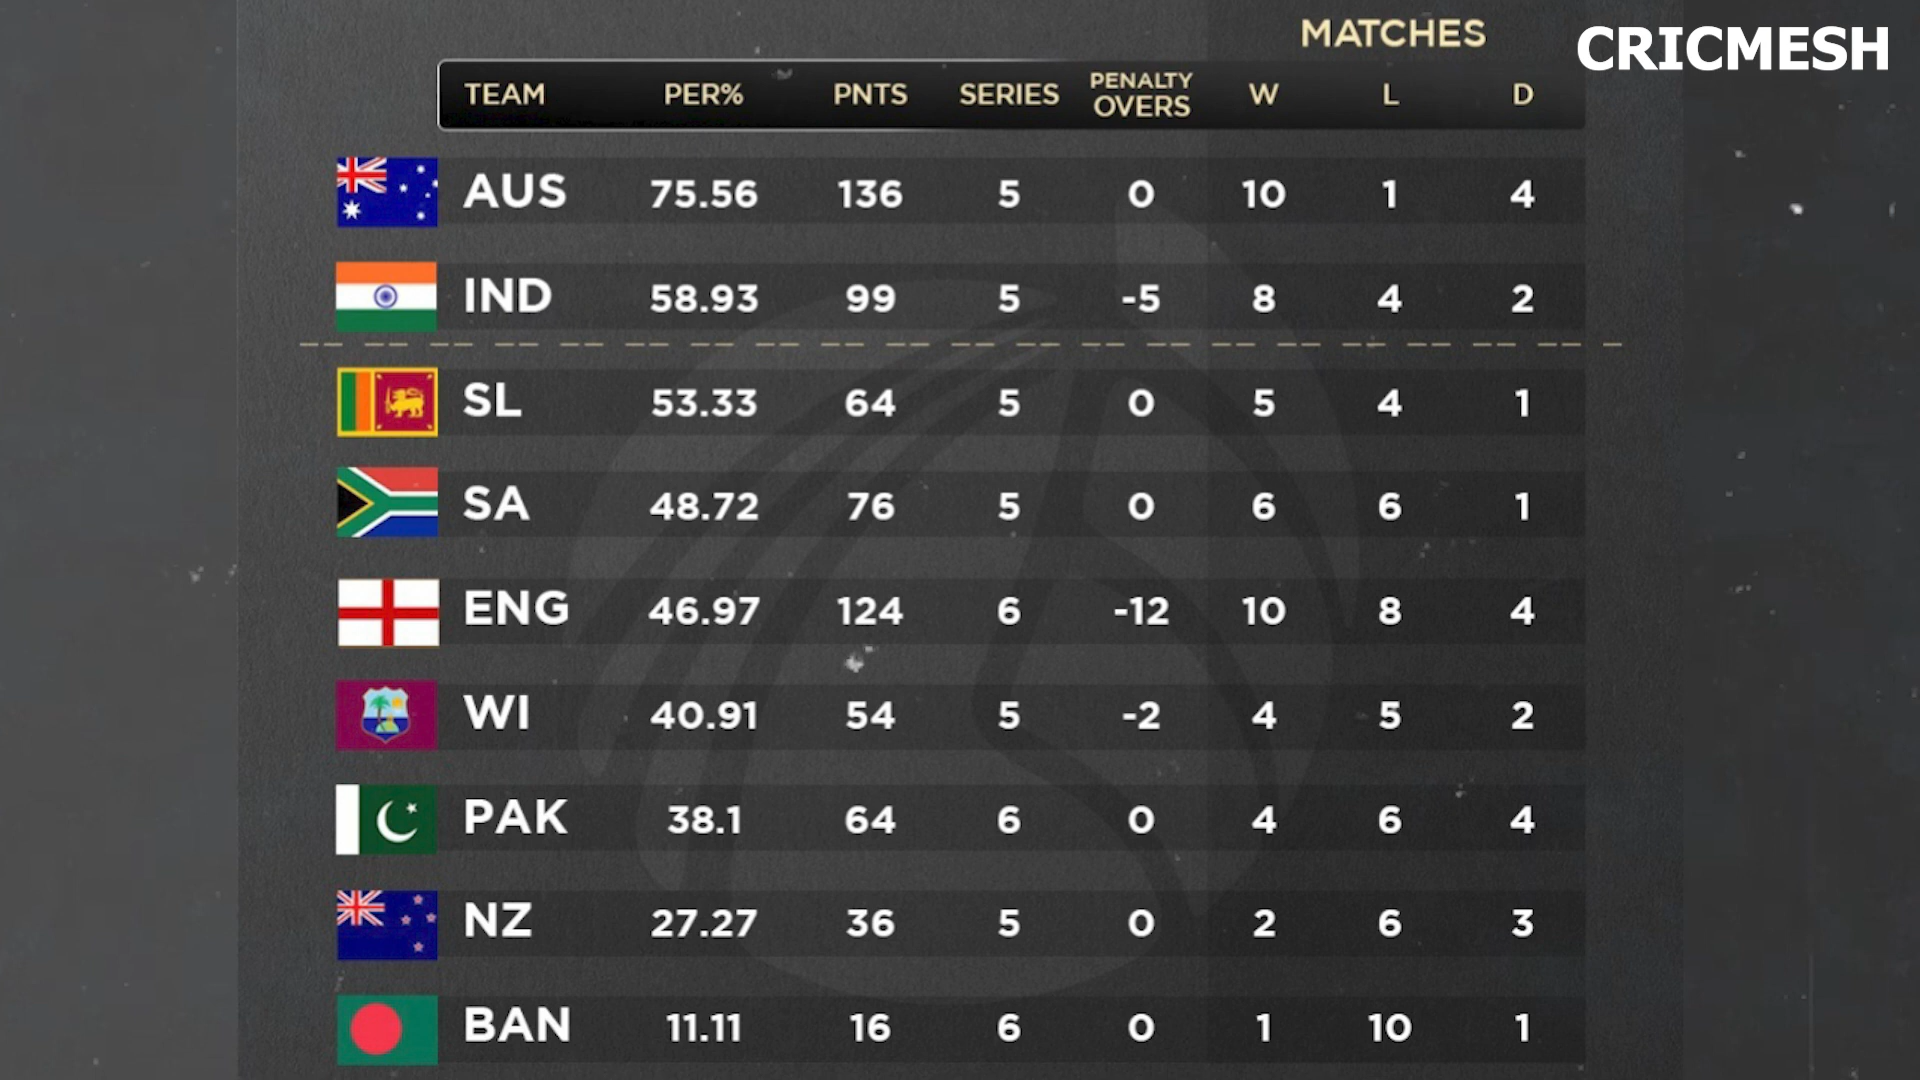 MATCHES
CRICMESH
TEAM PER% PNTS SERIES PENALTY OVERS W L D
AUS 75.56 136 5 0 10 1 4
IND 58.93 99 5 -5 8 4 2
SL 53.33 64 5 0 5 4 1
SA 48.72 76 5 0 6 6 1
ENG 46.97 124 6 -12 10 8 4
WI 40.91 54 5 -2 4 5 2
PAK 38.1 64 6 0 4 6 4
NZ 27.27 36 5 0 2 6 3
BAN 11.11 16 6 0 1 10 1